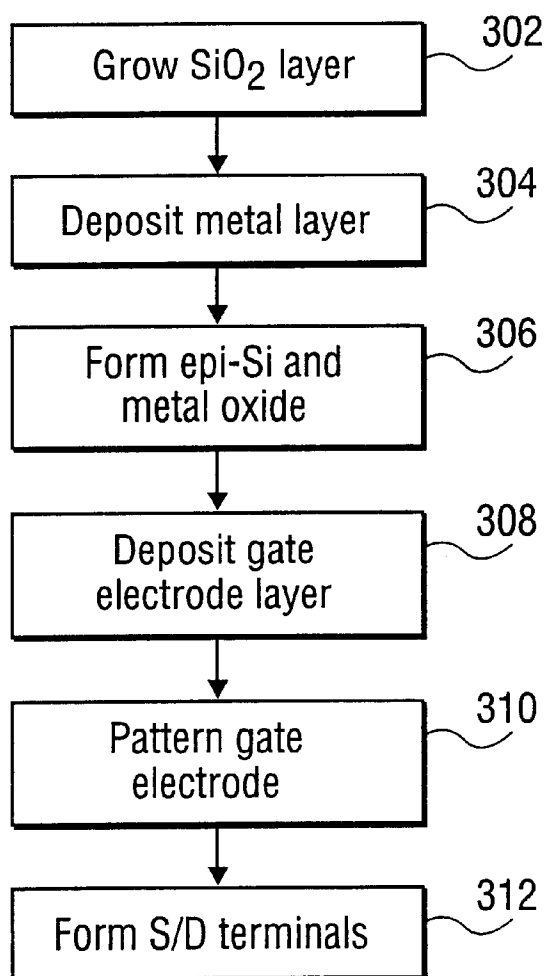 302
Grow SiO2 layer
304
Deposit metal layer
306
Form epi-Si and
metal oxide
308
Deposit gate
electrode layer
310
Pattern gate
electrode
312
Form S/D terminals